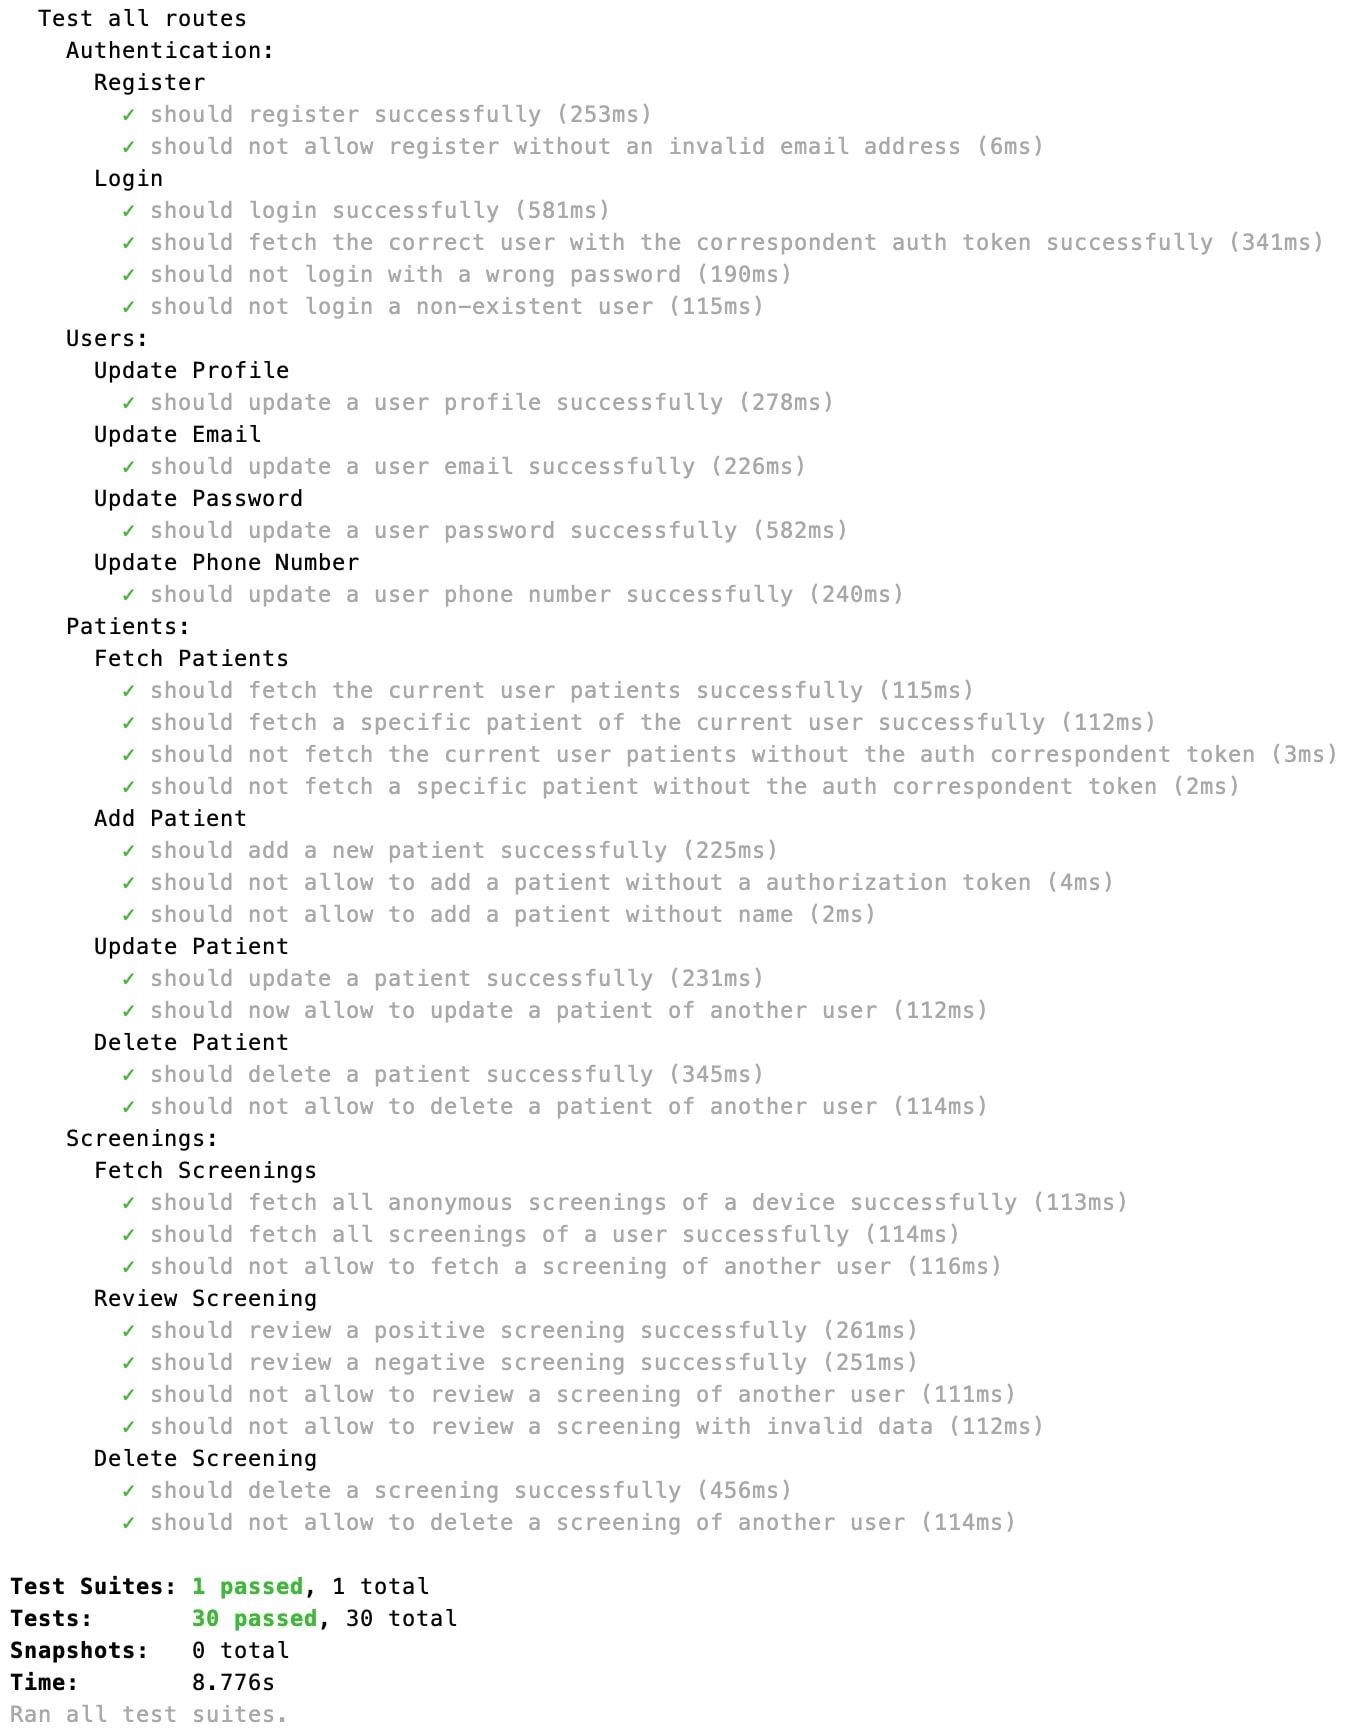 Test all routes
Authentication:
Register
✓ should register successfully (253ms)
✓ should not allow register without an invalid email address (6ms)
Login
✓ should login successfully (581ms)
✓ should fetch the correct user with the correspondent auth token successfully (341ms)
✓ should not login with a wrong password (190ms)
✓ should not login a non-existent user (115ms)
Users:
Update Profile
✓ should update a user profile successfully (278ms)
Update Email
✓ should update a user email successfully (226ms)
Update Password
✓ should update a user password successfully (582ms)
Update Phone Number
✓ should update a user phone number successfully (240ms)
Patients:
Fetch Patients
✓ should fetch the current user patients successfully (115ms)
✓ should fetch a specific patient of the current user successfully (112ms)
✓ should not fetch the current user patients without the auth correspondent token (3ms)
✓ should not fetch a specific patient without the auth correspondent token (2ms)
Add Patient
✓ should add a new patient successfully (225ms)
✓ should not allow to add a patient without a authorization token (4ms)
✓ should not allow to add a patient without name (2ms)
Update Patient
✓ should update a patient successfully (231ms)
✓ should now allow to update a patient of another user (112ms)
Delete Patient
✓ should delete a patient successfully (345ms)
✓ should not allow to delete a patient of another user (114ms)
Screenings:
Fetch Screenings
✓ should fetch all anonymous screenings of a device successfully (113ms)
✓ should fetch all screenings of a user successfully (114ms)
✓ should not allow to fetch a screening of another user (116ms)
Review Screening
✓ should review a positive screening successfully (261ms)
✓ should review a negative screening successfully (251ms)
✓ should not allow to review a screening of another user (111ms)
✓ should not allow to review a screening with invalid data (112ms)
Delete Screening
✓ should delete a screening successfully (456ms)
✓ should not allow to delete a screening of another user (114ms)
Test Suites: 1 passed, 1 total
Tests: 30 passed, 30 total
Snapshots: 0 total
Time: 8.776s
Ran all test suites.